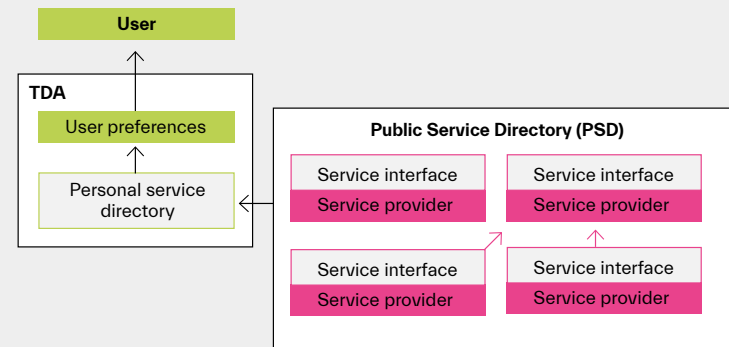 User
TDA
User preferences
Personal service
directory
Public Service Directory (PSD)
Service interface
Service provider
Service interface
Service provider
Service interface
Service provider
Service interface
Service provider